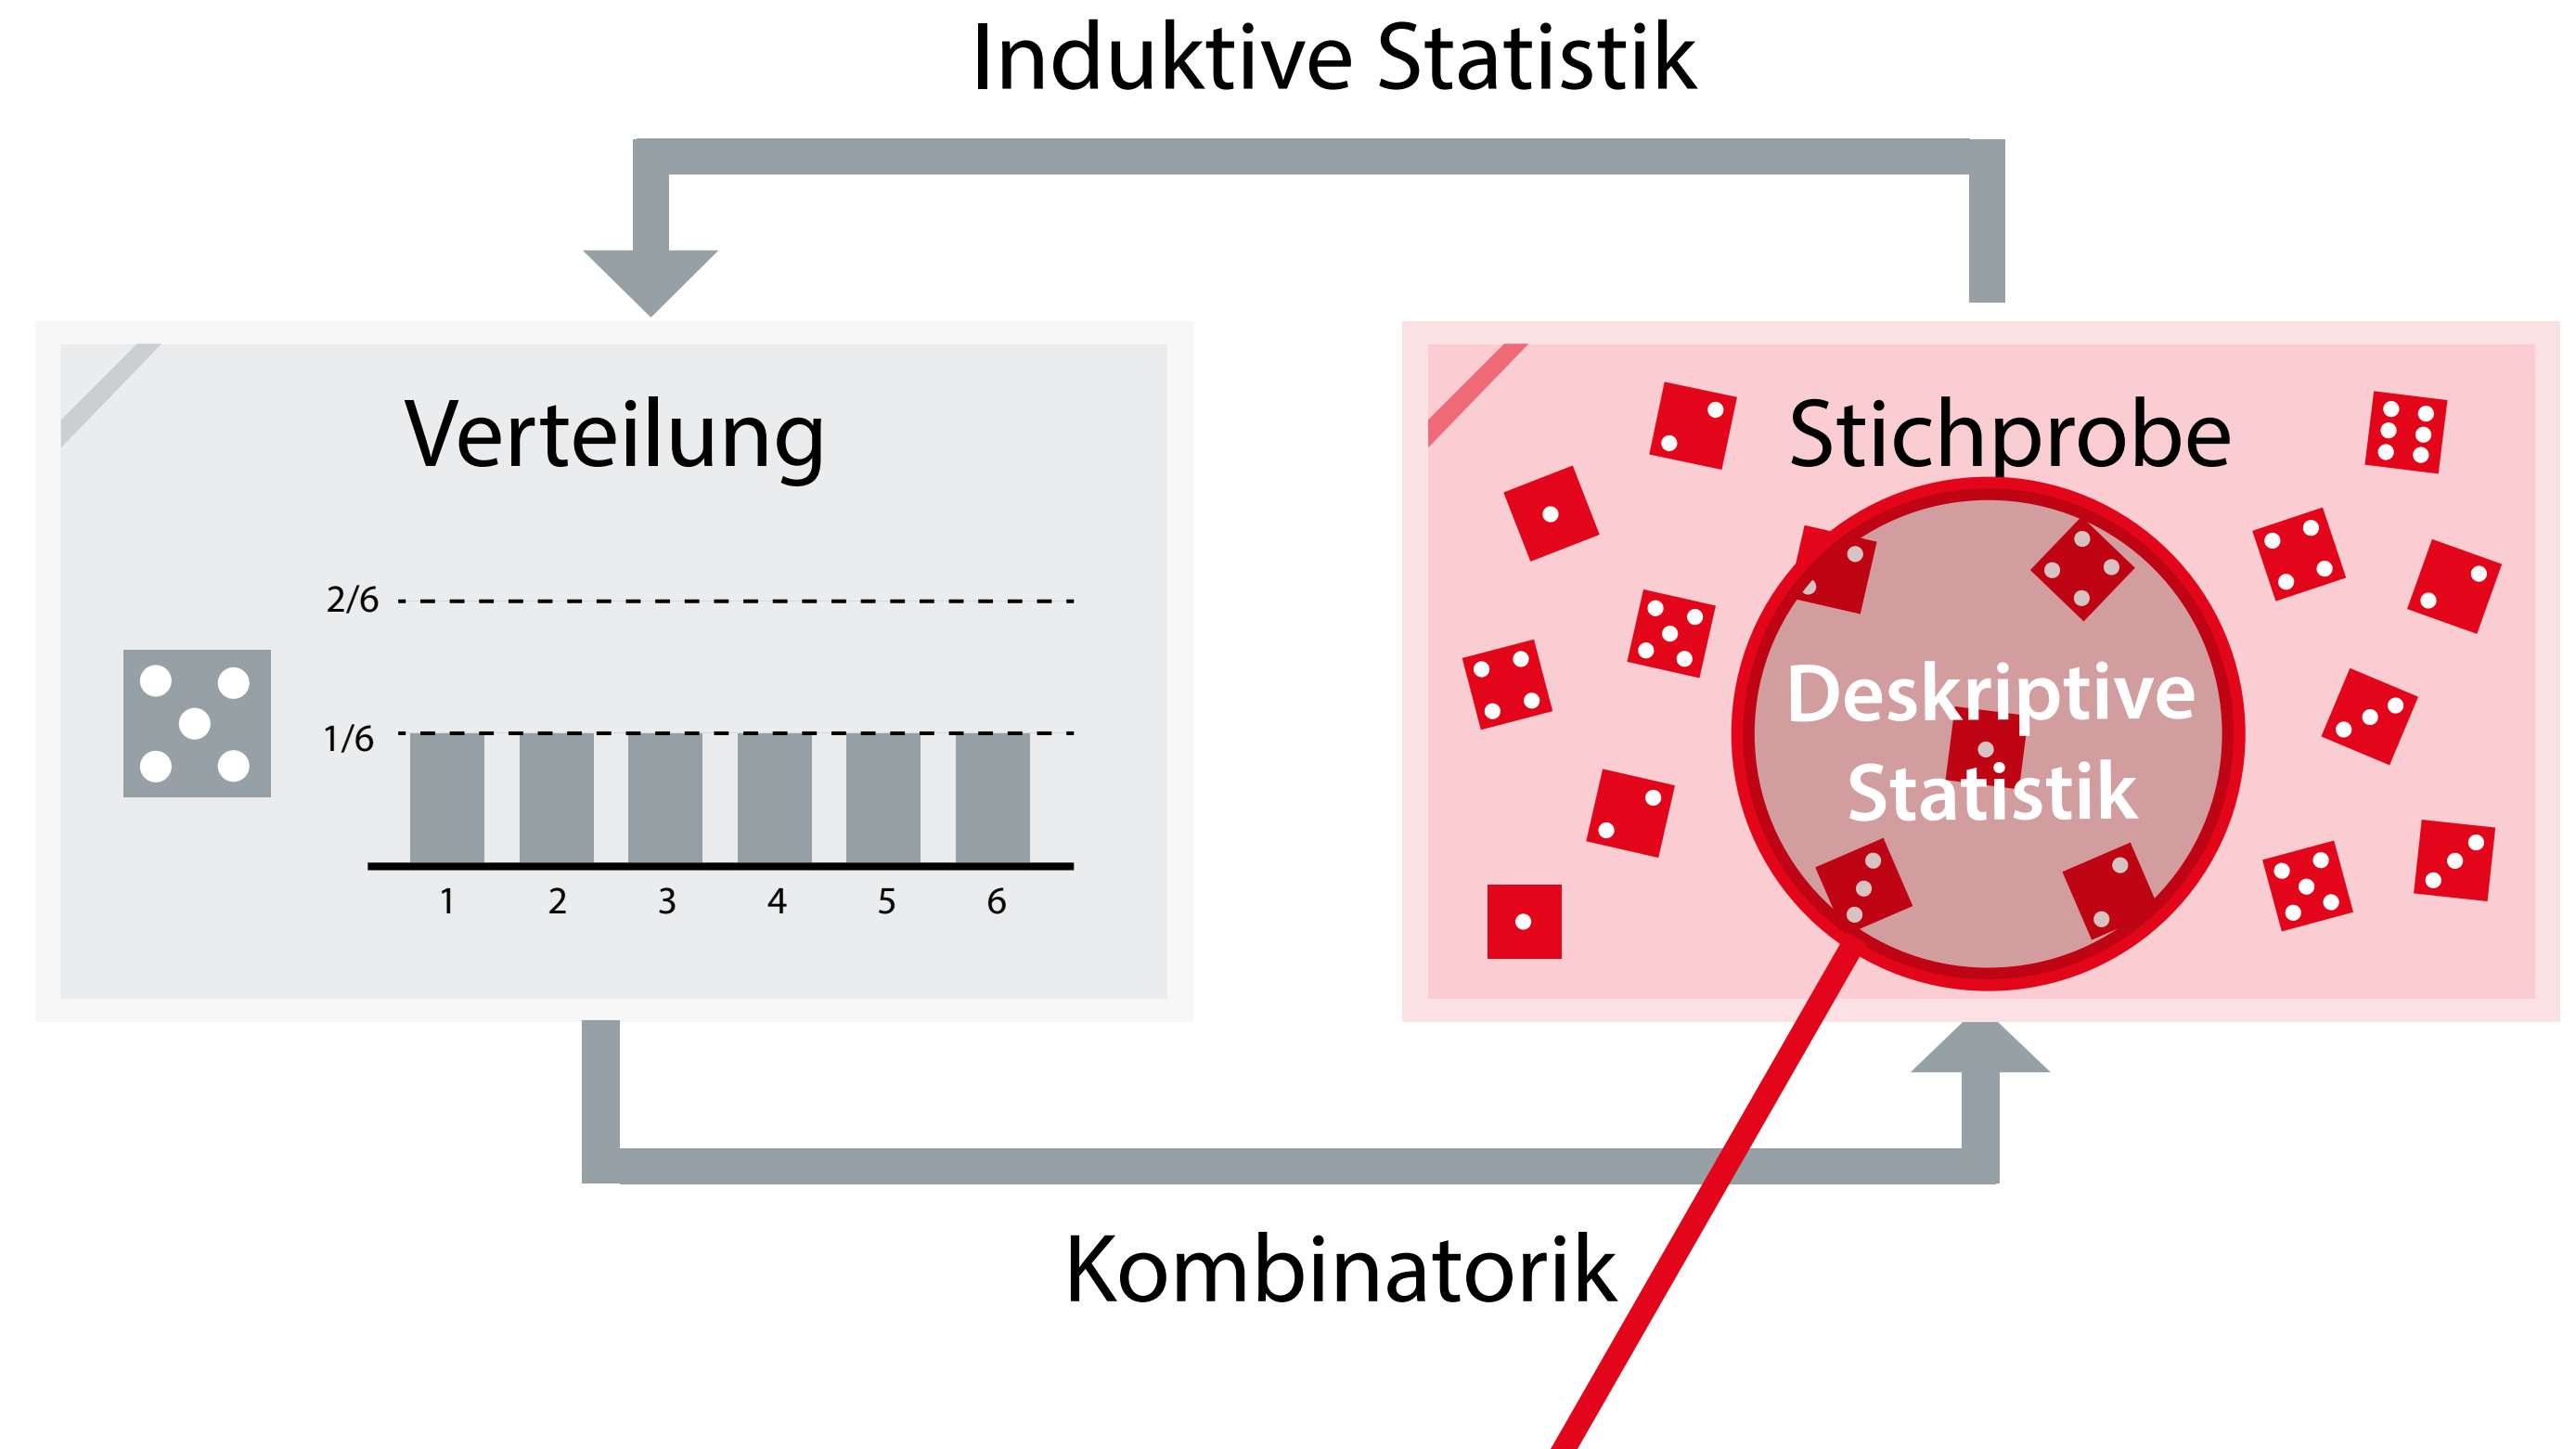 Induktive Statistik
Verteilung
2/6
1/6
1 2 3 4 5 6
Stichprobe
Deskriptive
Statistik
Kombinatorik